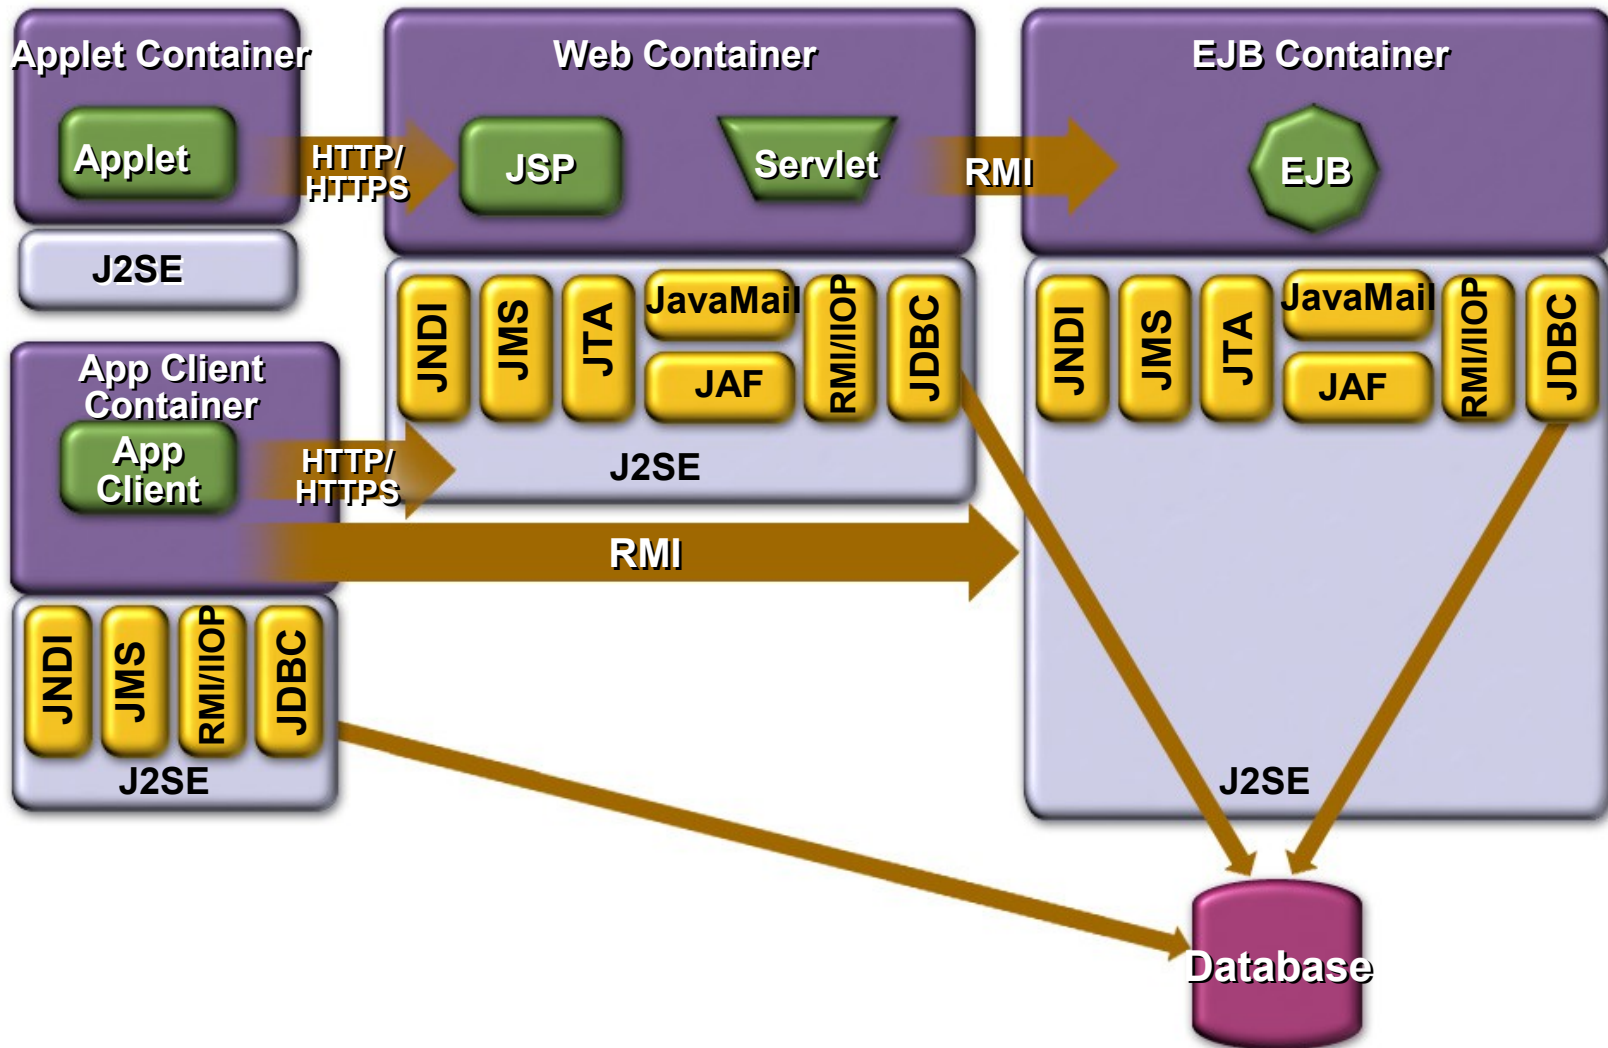 Applet Container
Applet
HTTP/
HTTPS
J2SE
Web Container
JSP
Servlet
RMI
JNDI
JMS
JTA
JavaMail
JAF
RMI/IIOP
JDBC
J2SE
EJB Container
EJB
JNDI
JMS
JTA
JavaMail
JAF
RMI/IIOP
JDBC
J2SE
App Client
Container
App
Client
HTTP/
HTTPS
RMI
JNDI
JMS
RMI/IIOP
JDBC
J2SE
Database